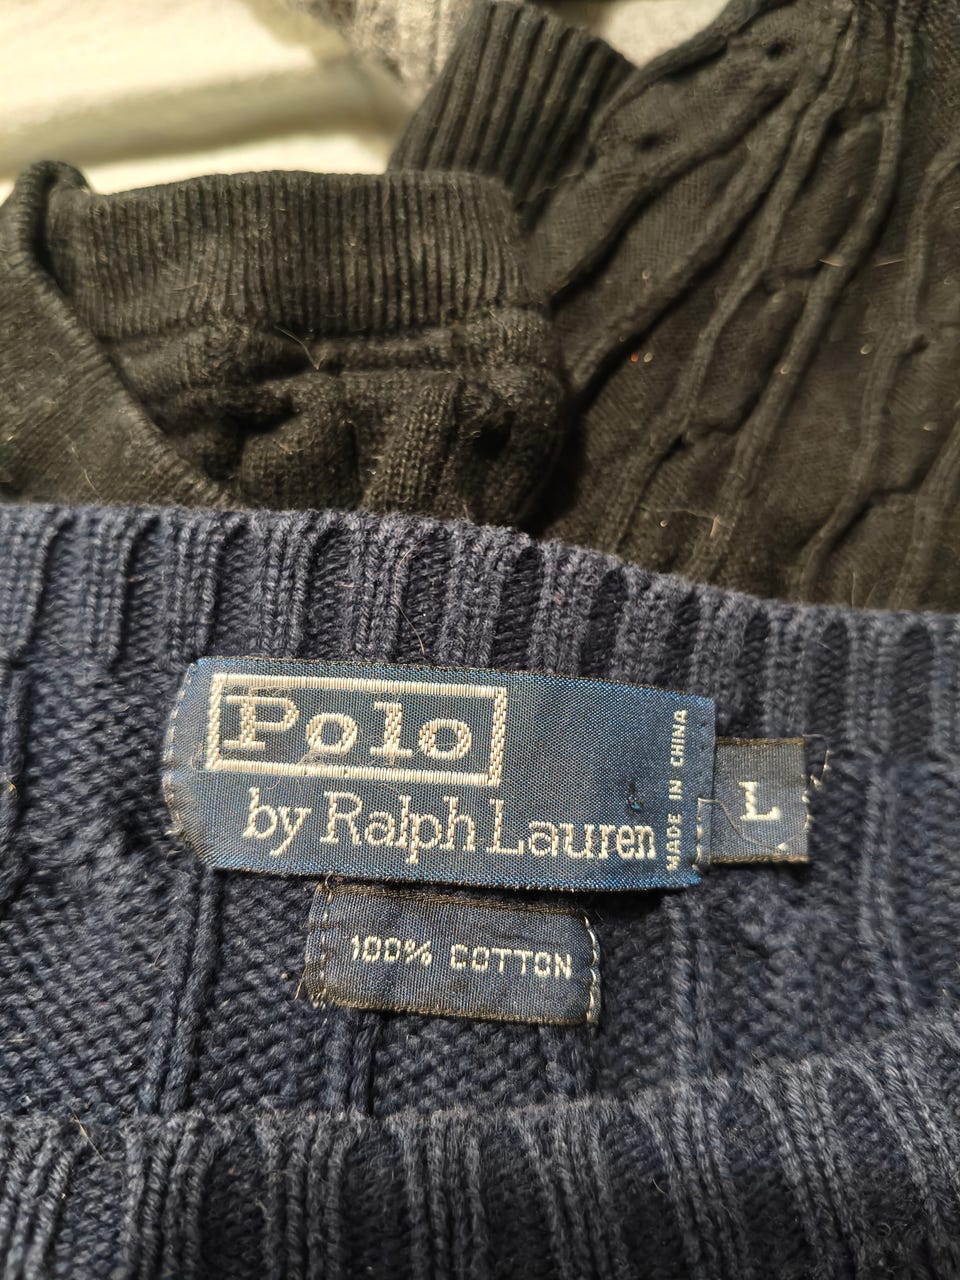 Polo
by Ralph Lauren
MADE IN CHINA
L
100% COTTON